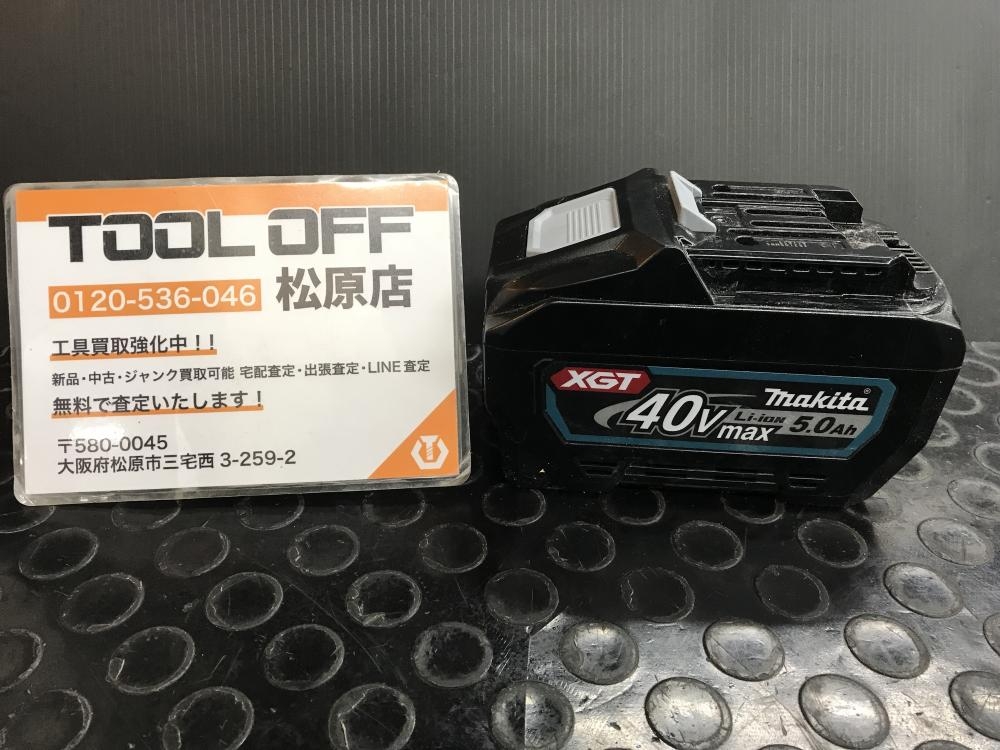 TOOL OFF
0120-536-046 松原店
工具買取強化中！！
新品・中古・ジャンク買取可能 宅配査定・出張査定・LINE査定
無料で査定いたします！
〒580-0045
大阪府松原市三宅西 3-259-2
XGT
40Vmax
Li-ion 5.0Ah
makita®